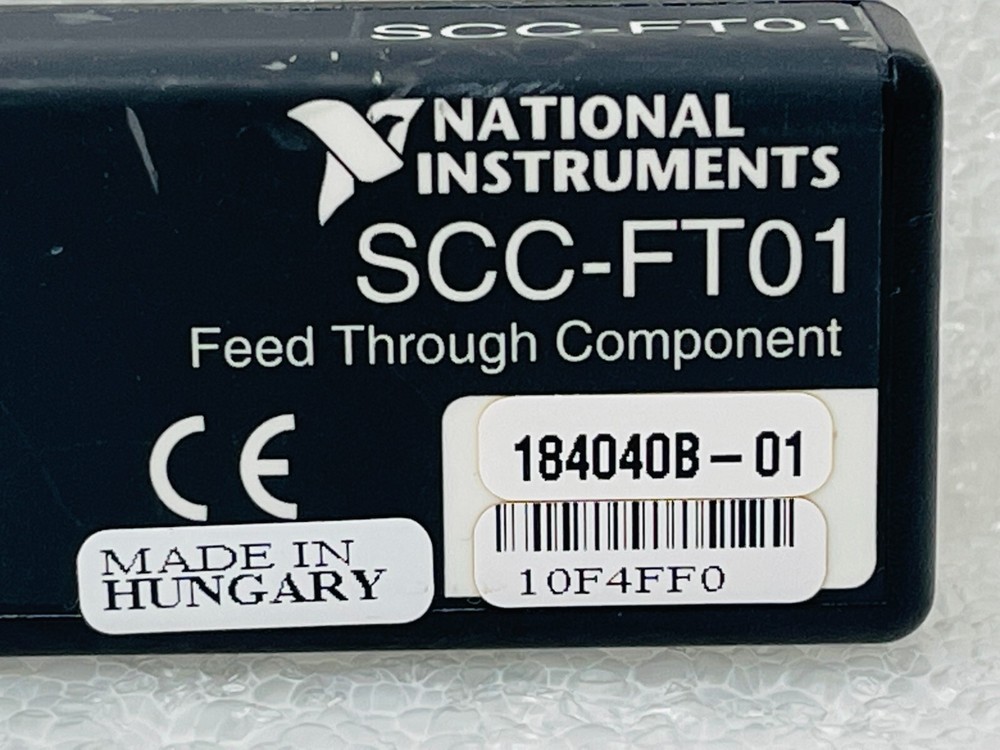 SCC-FT01
NATIONAL
INSTRUMENTS
SCC-FT01
Feed Through Component
CE
184040B-01
MADE IN
HUNGARY
10F4FF0